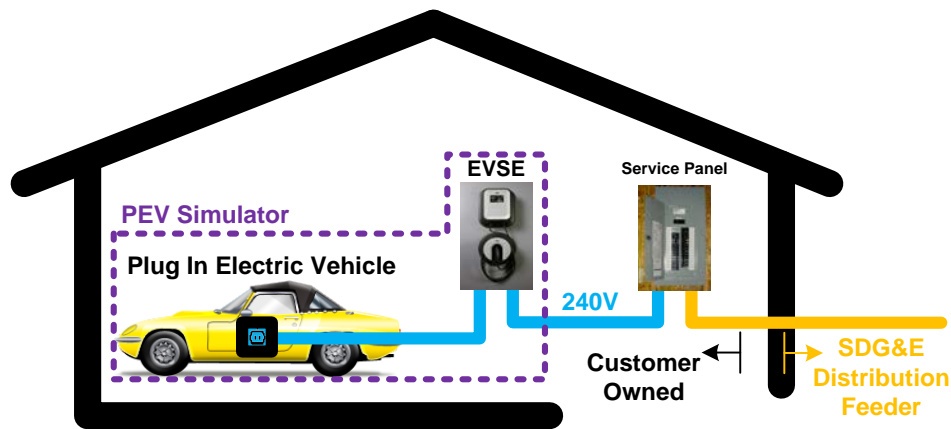 EVSE
Service Panel
PEV Simulator
Plug In Electric Vehicle
240V
Customer
Owned
SDG&E
Distribution
Feeder